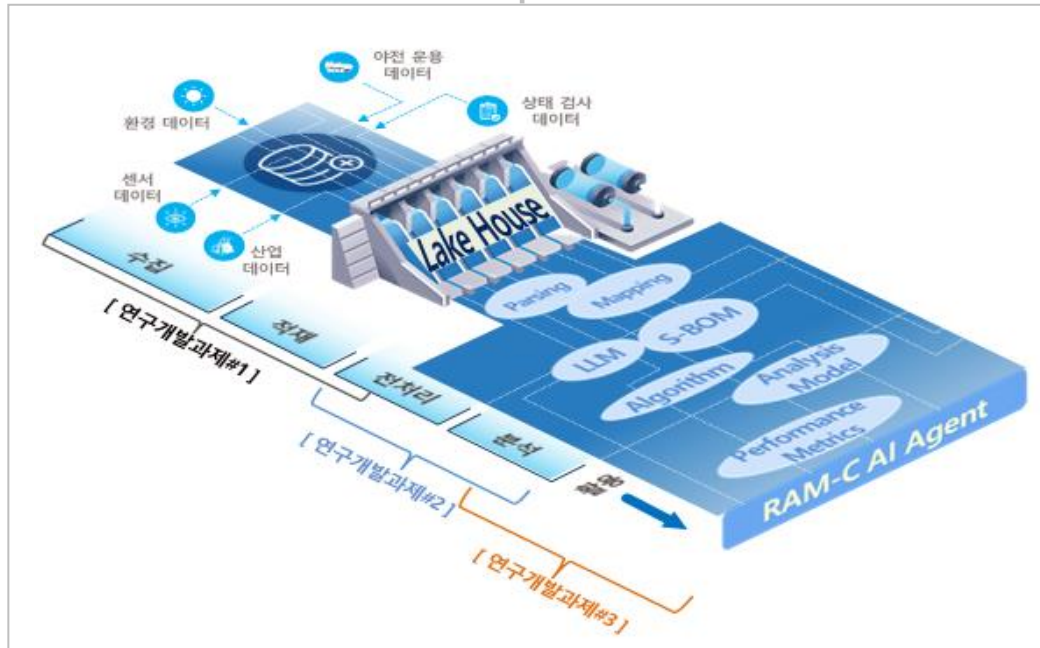 야전 운용
데이터
환경 데이터
상태 검사
데이터
센서
데이터
산업
데이터
Lake House
수집
적재
전처리
분석
활용
[ 연구개발과제#1 ]
[ 연구개발과제#2 ]
[ 연구개발과제#3 ]
Parsing
Mapping
LLM
S-BOM
Algorithm
Analysis
Model
Performance
Metrics
RAM-C AI Agent